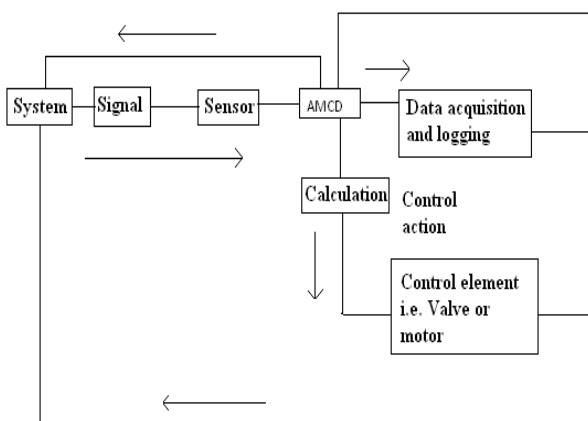 System
Signal
Sensor
AMCD
Data acquisition
and logging
Calculation
Control
action
Control element
i.e. Valve or
motor